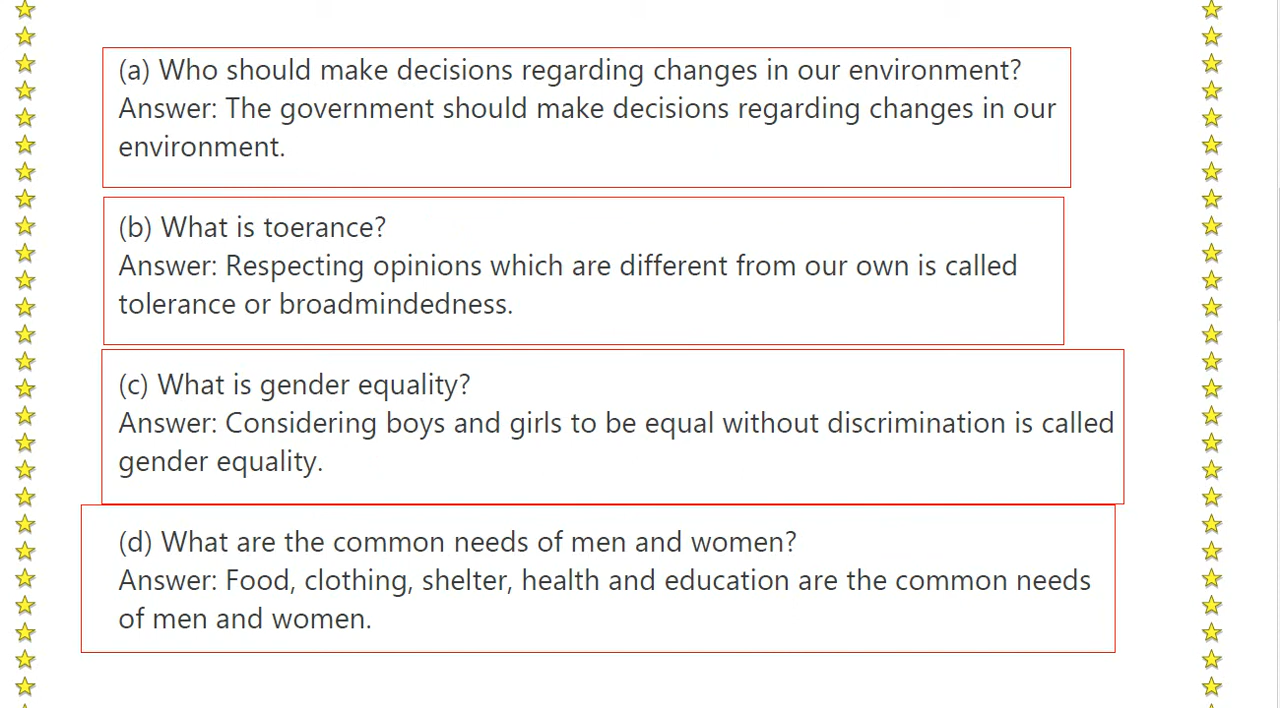 (a) Who should make decisions regarding changes in our environment?
Answer: The government should make decisions regarding changes in our
environment.
(b) What is toerance?
Answer: Respecting opinions which are different from our own is called
tolerance or broadmindedness.
(c) What is gender equality?
Answer: Considering boys and girls to be equal without discrimination is called
gender equality.
(d) What are the common needs of men and women?
Answer: Food, clothing, shelter, health and education are the common needs
of men and women.